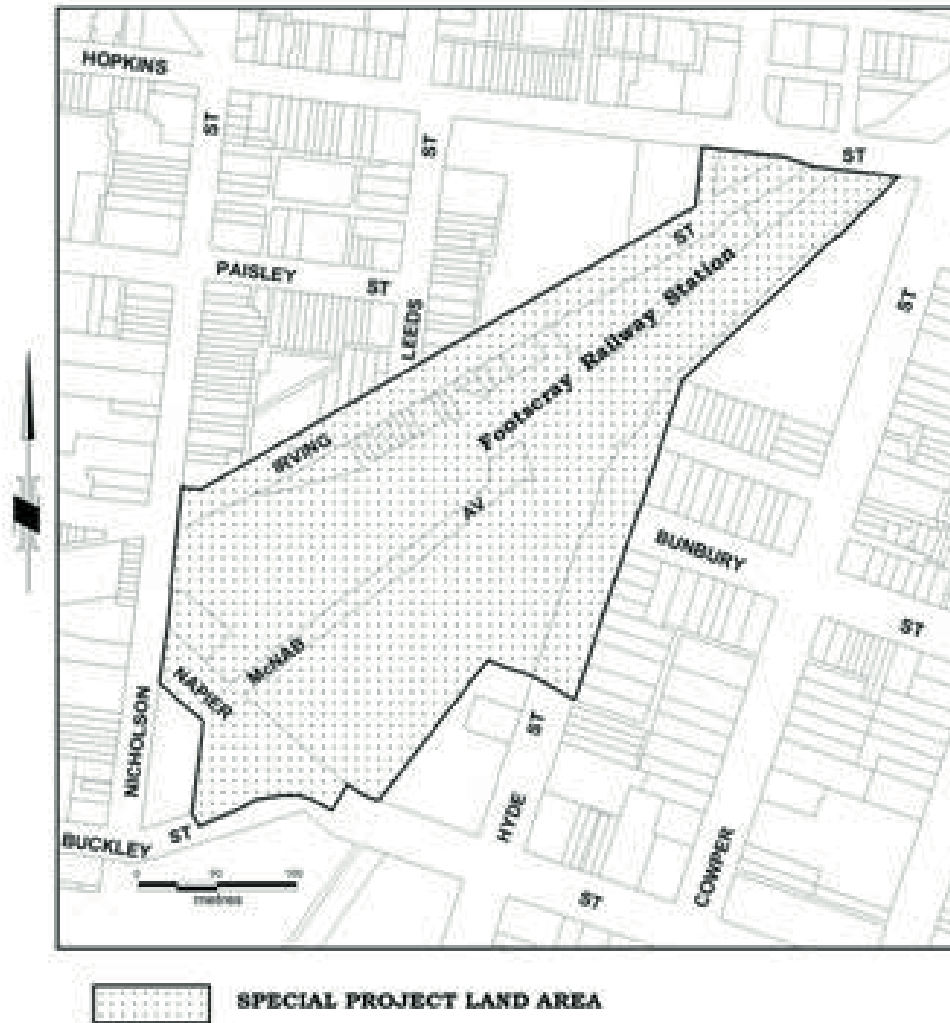 HOPKINS
ST
ST
ST
ST
PAISLEY
ST
LEEDS
ST
Footscray Railway Station
IRVING
AV
BUNBURY
ST
McNAB
NAPIER
NICHOLSON
ST
HYDE
BUCKLEY
ST
COWPER
0 50 100
metres
ST
SPECIAL PROJECT LAND AREA